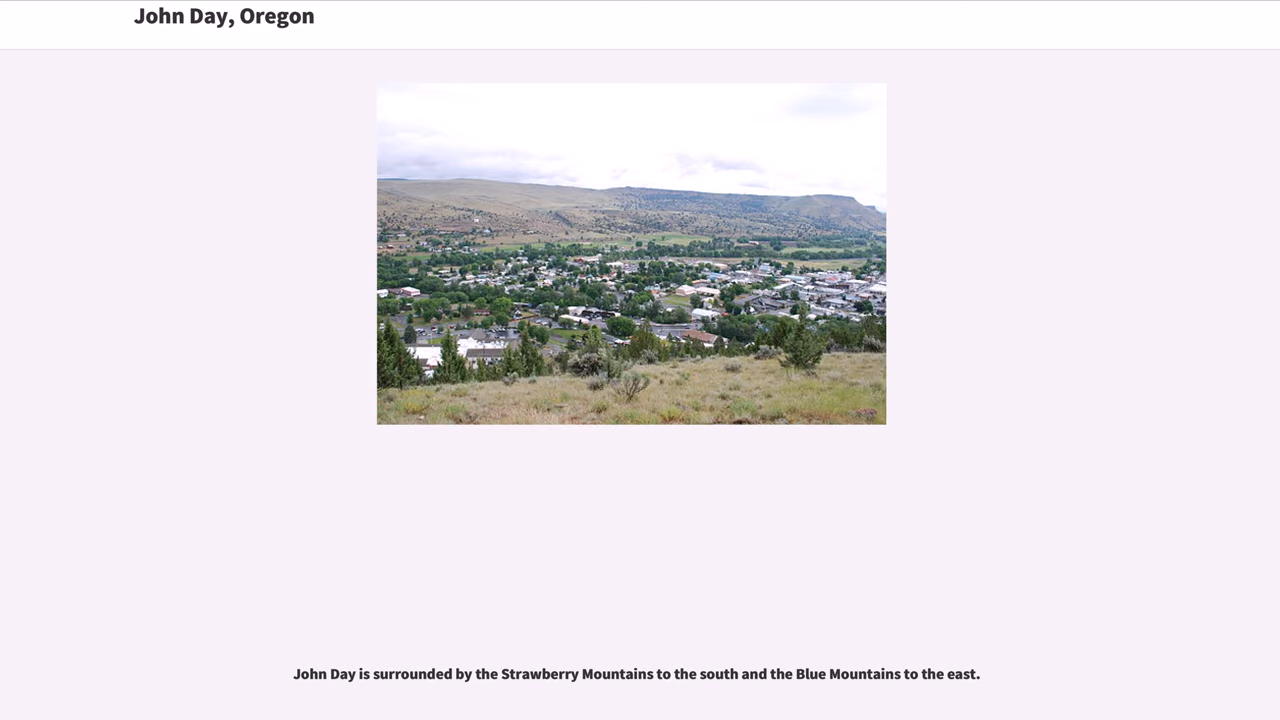 John Day, Oregon
John Day is surrounded by the Strawberry Mountains to the south and the Blue Mountains to the east.